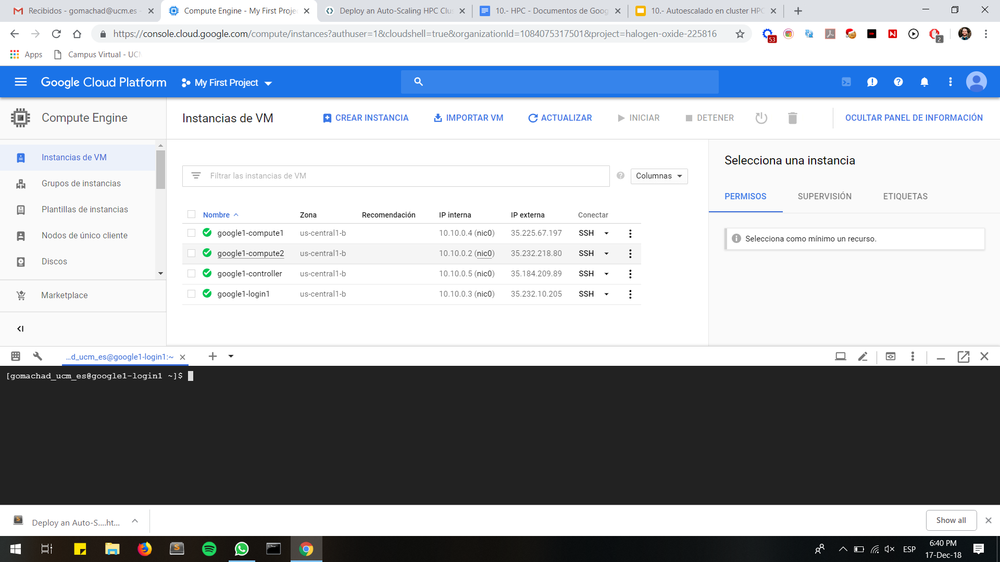 Recibidos - gomachad@ucm.es -
Compute Engine - My First Projec
Deploy an Auto-Scaling HPC Clus
10.- HPC - Documentos de Goog
10.- Autoescalado en cluster HPC
https://console.cloud.google.com/compute/instances?authuser=1&cloudshell=true&organizationId=1084075317501&project=halogen-oxide-225816
53
2
Apps
Campus Virtual - UCM
Google Cloud Platform
My First Project
Compute Engine
Instancias de VM
CREAR INSTANCIA
IMPORTAR VM
ACTUALIZAR
INICIAR
DETENER
OCULTAR PANEL DE INFORMACIÓN
Instancias de VM
Grupos de instancias
Plantillas de instancias
Nodos de único cliente
Discos
Marketplace
Filtrar las instancias de VM
Columnas
Nombre Zona Recomendación IP interna IP externa Conectar
google1-compute1 us-central1-b 10.10.0.4 (nic0) 35.225.67.197 SSH
google1-compute2 us-central1-b 10.10.0.2 (nic0) 35.232.218.80 SSH
google1-controller us-central1-b 10.10.0.5 (nic0) 35.184.209.89 SSH
google1-login1 us-central1-b 10.10.0.3 (nic0) 35.232.10.205 SSH
Selecciona una instancia
PERMISOS
SUPERVISIÓN
ETIQUETAS
Selecciona como mínimo un recurso.
...d_ucm_es@google1-login1:~
[gomachad_ucm_es@google1-login1 ~]$
Deploy an Auto-S....ht...
Show all
ESP
6:40 PM
17-Dec-18